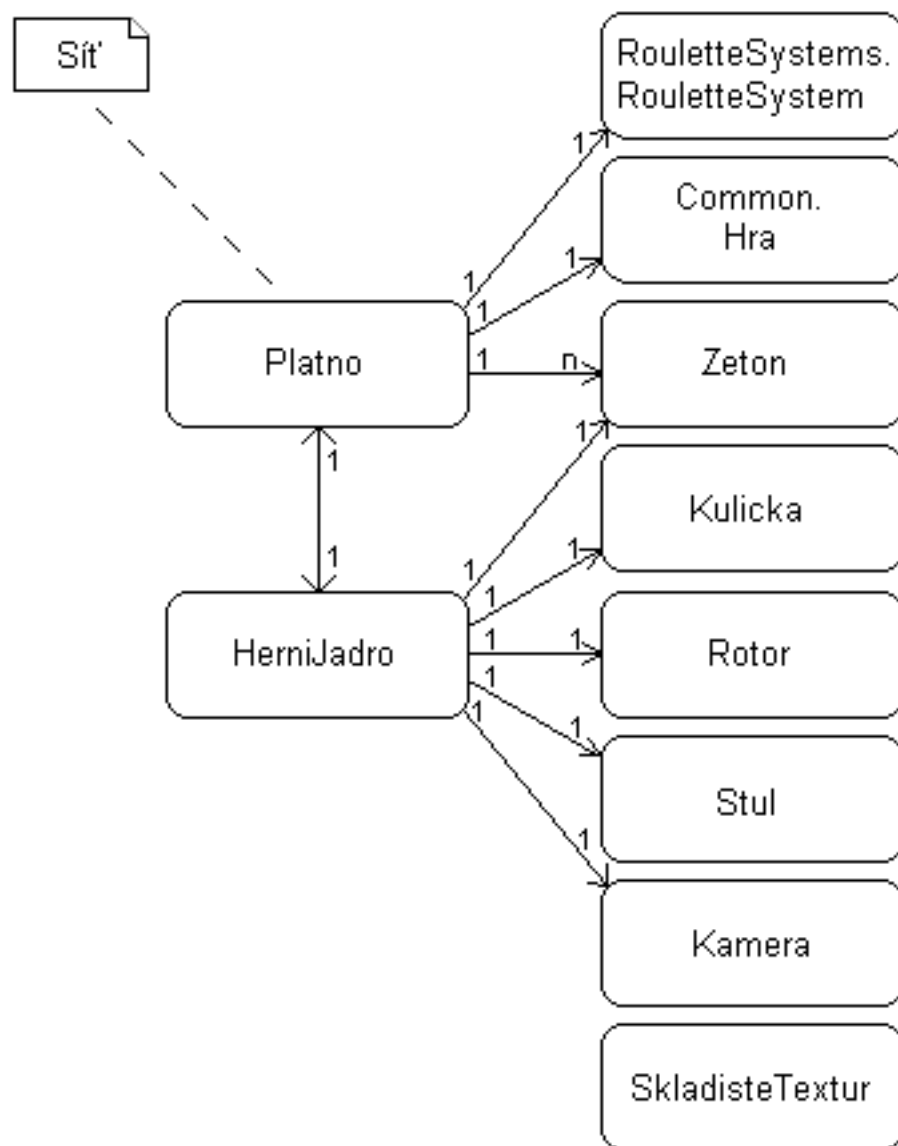 Síť
RouletteSystems.
RouletteSystem
1
Common.
Hra
1
1
1
Platno
1
n
Zeton
1
1
Kulicka
1
1
1
1
HerniJadro
1
1
Rotor
1
1
1
Stul
1
Kamera
SkladisteTextur